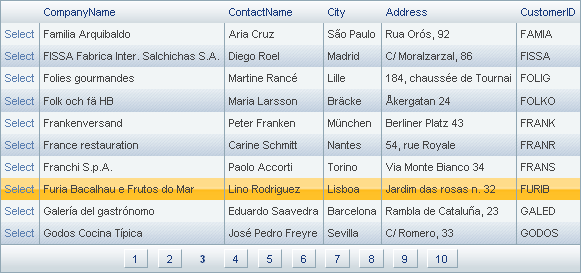 CompanyName ContactName City Address CustomerID
Select Familia Arquibaldo Aria Cruz São Paulo Rua Orós, 92 FAMIA
Select FISSA Fabrica Inter. Salchichas S.A. Diego Roel Madrid C/ Moralzarzal, 86 FISSA
Select Folies gourmandes Martine Rancé Lille 184, chaussée de Tournai FOLIG
Select Folk och fä HB Maria Larsson Bräcke Åkergatan 24 FOLKO
Select Frankenversand Peter Franken München Berliner Platz 43 FRANK
Select France restauration Carine Schmitt Nantes 54, rue Royale FRANR
Select Franchi S.p.A. Paolo Accorti Torino Via Monte Bianco 34 FRANS
Select Furia Bacalhau e Frutos do Mar Lino Rodriguez Lisboa Jardim das rosas n. 32 FURIB
Select Galería del gastrónomo Eduardo Saavedra Barcelona Rambla de Cataluña, 23 GALED
Select Godos Cocina Típica José Pedro Freyre Sevilla C/ Romero, 33 GODOS
1 2 3 4 5 6 7 8 9 10